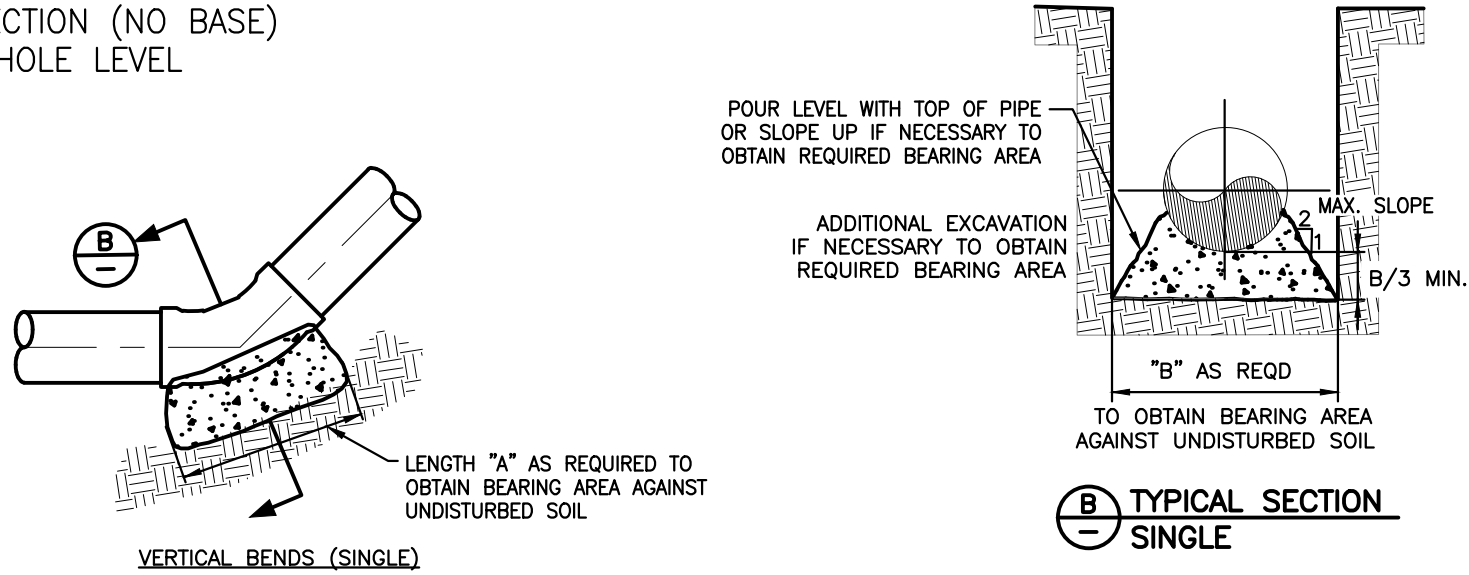 ECTION (NO BASE)
HOLE LEVEL
B
–
LENGTH "A" AS REQUIRED TO
OBTAIN BEARING AREA AGAINST
UNDISTURBED SOIL
VERTICAL BENDS (SINGLE)
POUR LEVEL WITH TOP OF PIPE
OR SLOPE UP IF NECESSARY TO
OBTAIN REQUIRED BEARING AREA
ADDITIONAL EXCAVATION
IF NECESSARY TO OBTAIN
REQUIRED BEARING AREA
MAX. SLOPE
2
1
B/3 MIN.
"B" AS REQD
TO OBTAIN BEARING AREA
AGAINST UNDISTURBED SOIL
B
–
TYPICAL SECTION
SINGLE